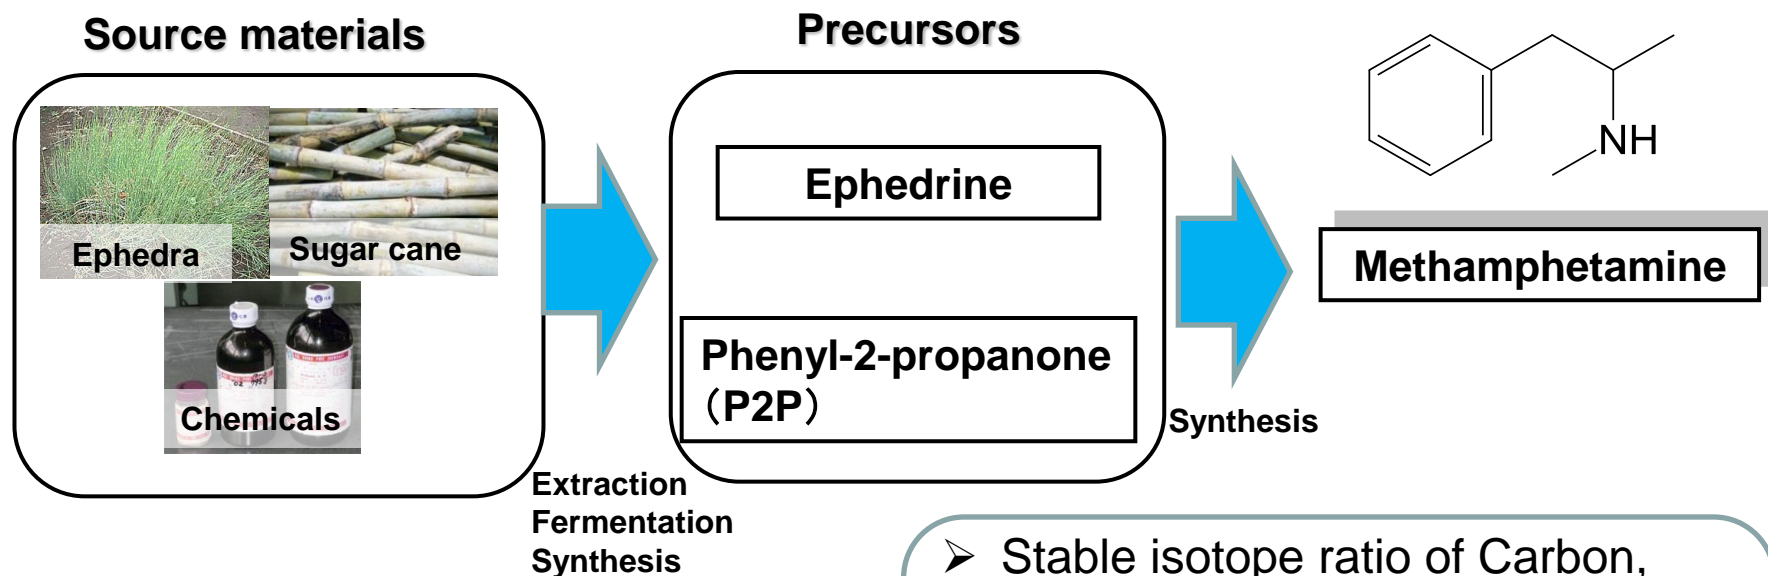 Source materials
Precursors
Ephedra
Sugar cane
Chemicals
Extraction
Fermentation
Synthesis
Ephedrine
Phenyl-2-propanone
（P2P）
Synthesis
NH
Methamphetamine
➢ Stable isotope ratio of Carbon,